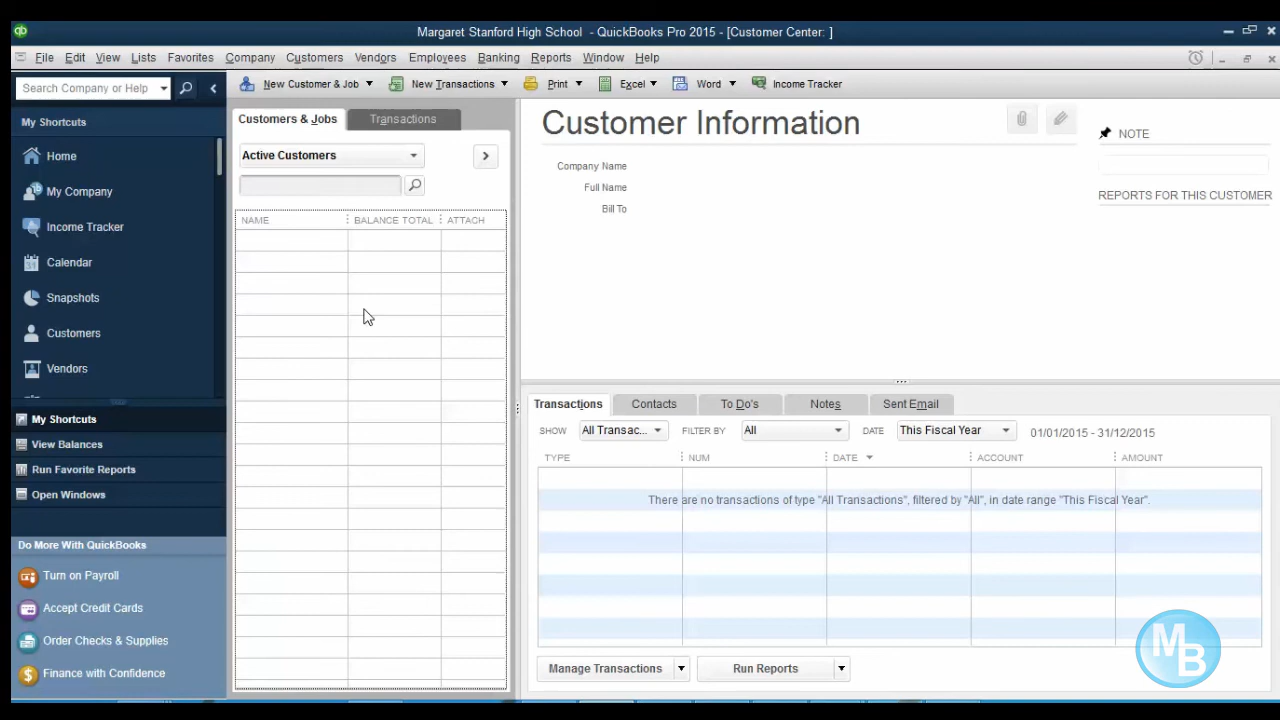 Margaret Stanford High School - QuickBooks Pro 2015 - [Customer Center: ]
File Edit View Lists Favorites Company Customers Vendors Employees Banking Reports Window Help
Search Company or Help
New Customer & Job New Transactions Print Excel Word Income Tracker
My Shortcuts
Home
My Company
Income Tracker
Calendar
31
Snapshots
Customers
Vendors
My Shortcuts
View Balances
Run Favorite Reports
Open Windows
Do More With QuickBooks
Turn on Payroll
Accept Credit Cards
Order Checks & Supplies
Finance with Confidence
Customers & Jobs Transactions
Active Customers
NAME BALANCE TOTAL ATTACH
Customer Information
Company Name
Full Name
Bill To
NOTE
REPORTS FOR THIS CUSTOMER
Transactions Contacts To Do's Notes Sent Email
SHOW All Transac... FILTER BY All DATE This Fiscal Year 01/01/2015 - 31/12/2015
TYPE NUM DATE ACCOUNT AMOUNT
There are no transactions of type "All Transactions", filtered by "All", in date range "This Fiscal Year".
Manage Transactions Run Reports
MB